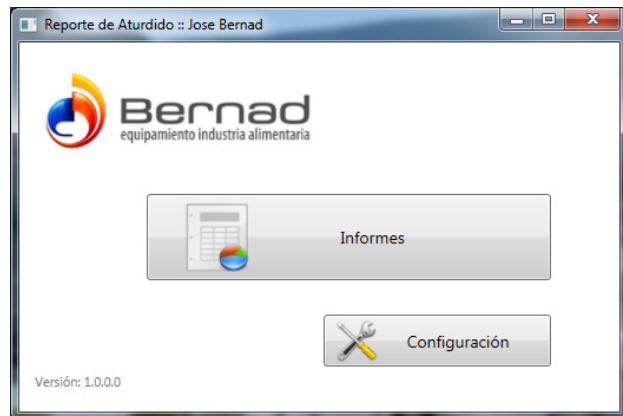 Reporte de Aturdido :: Jose Bernad
Bernad
equipamiento industria alimentaria
Informes
Configuración
Versión: 1.0.0.0